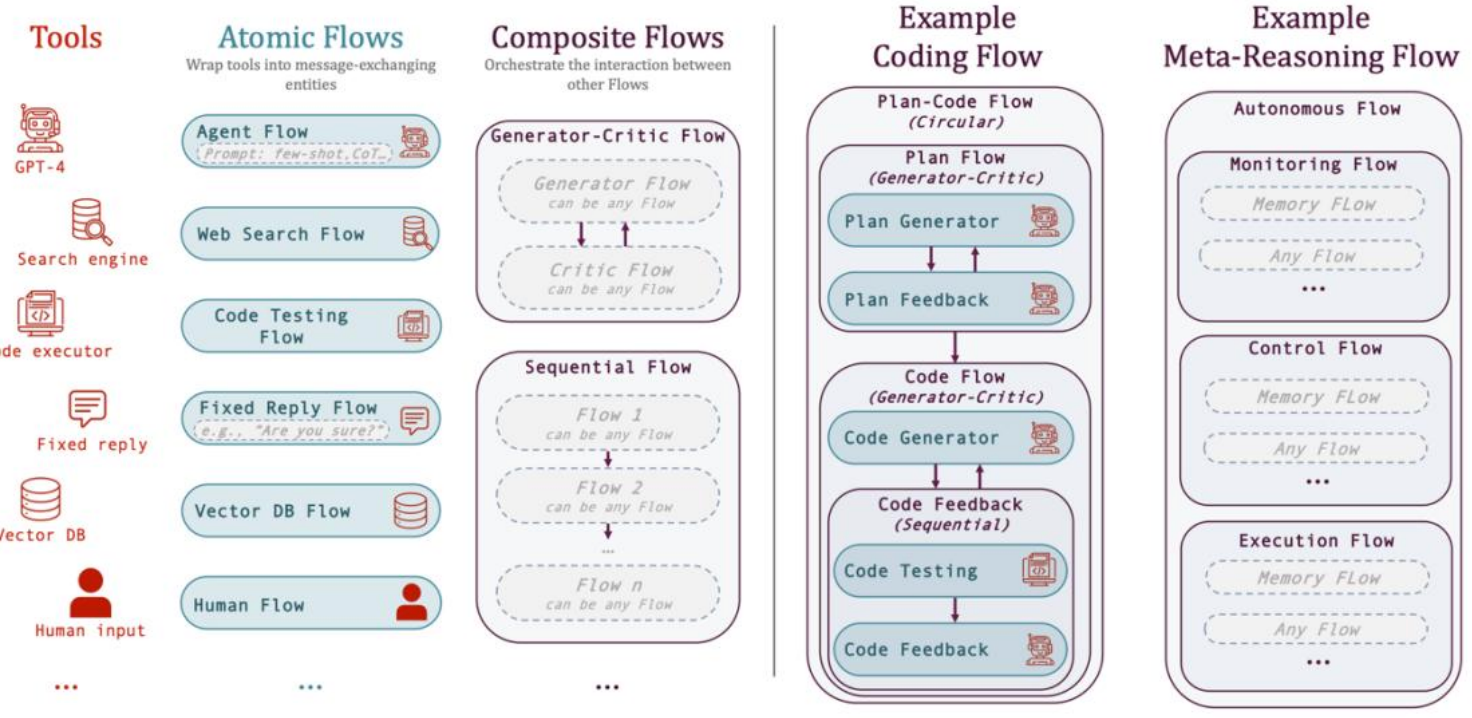 Tools
GPT-4
Search engine
de executor
Fixed reply
Vector DB
Human input
...
Atomic Flows
Wrap tools into message-exchanging
entities
Agent Flow
Prompt: few-shot,CoT…
Web Search Flow
Code Testing
Flow
Fixed Reply Flow
e.g., "Are you sure?"
Vector DB Flow
Human Flow
...
Composite Flows
Orchestrate the interaction between
other Flows
Generator-Critic Flow
Generator Flow
can be any Flow
Critic Flow
can be any Flow
Sequential Flow
Flow 1
can be any Flow
Flow 2
can be any Flow
...
Flow n
can be any Flow
...
Example
Coding Flow
Plan-Code Flow
(Circular)
Plan Flow
(Generator-Critic)
Plan Generator
Plan Feedback
Code Flow
(Generator-Critic)
Code Generator
Code Feedback
(Sequential)
Code Testing
Code Feedback
Example
Meta-Reasoning Flow
Autonomous Flow
Monitoring Flow
Memory FLow
Any Flow
...
Control Flow
Memory FLow
Any Flow
...
Execution Flow
Memory FLow
Any Flow
...